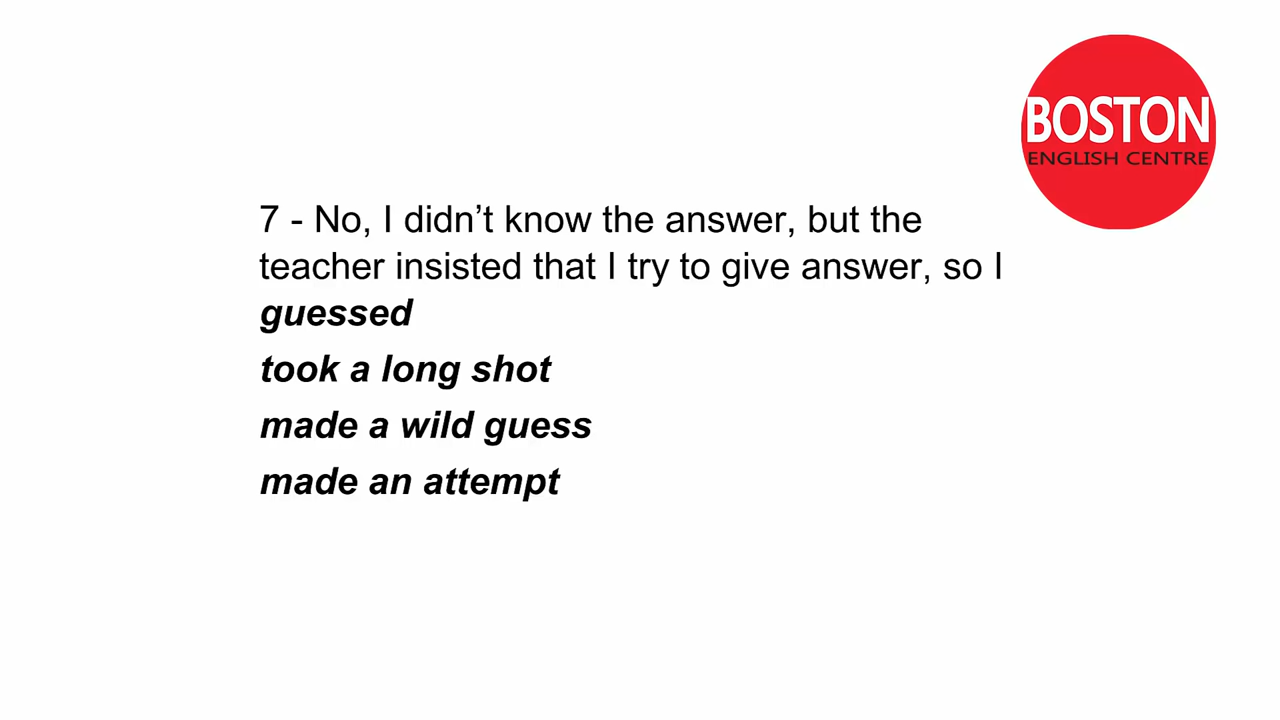 BOSTON
ENGLISH CENTRE
7 - No, I didn’t know the answer, but the
teacher insisted that I try to give answer, so I
guessed
took a long shot
made a wild guess
made an attempt